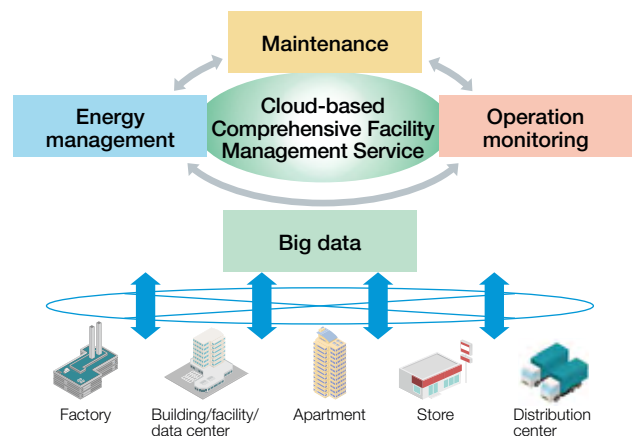 Maintenance
Energy
management
Cloud-based
Comprehensive Facility
Management Service
Operation
monitoring
Big data
Factory
Building/facility/
data center
Apartment
Store
Distribution
center